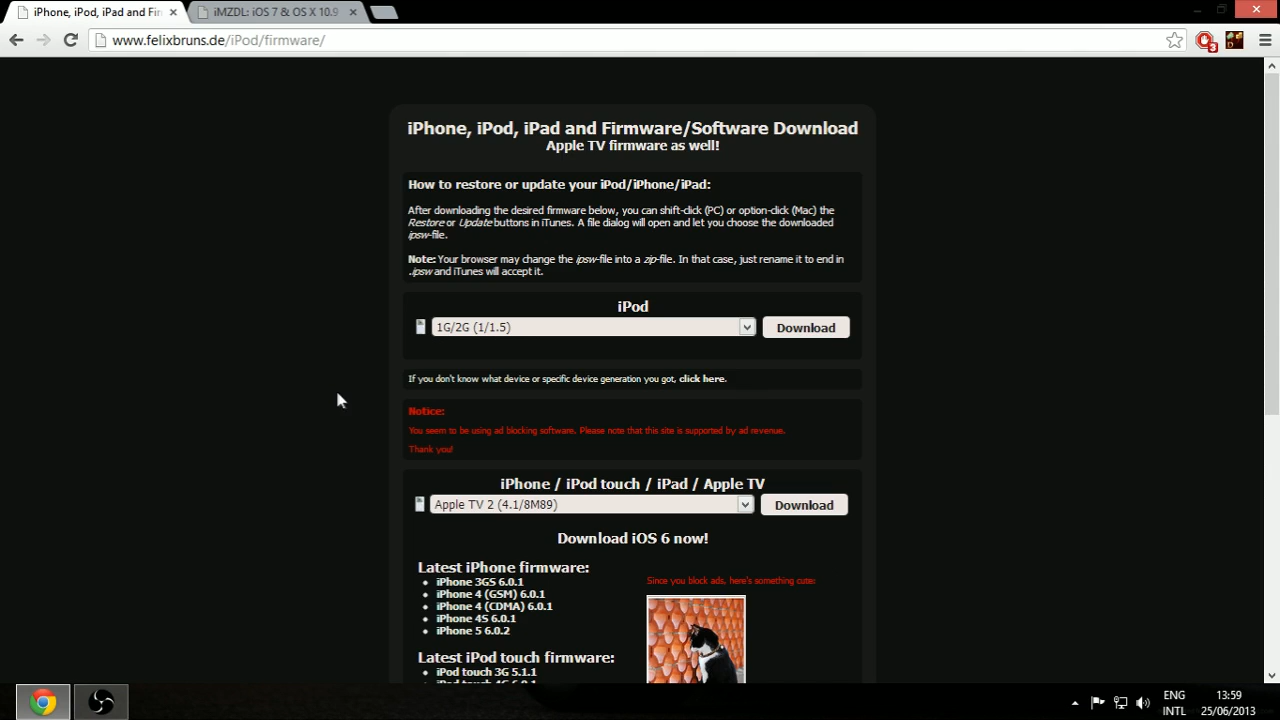 iPhone, iPod, iPad and Fir
iMZDL: iOS 7 & OS X 10.9
www.felixbruns.de/iPod/firmware/
3
iPhone, iPod, iPad and Firmware/Software Download
Apple TV firmware as well!
How to restore or update your iPod/iPhone/iPad:
After downloading the desired firmware below, you can shift-click (PC) or option-click (Mac) the
Restore or Update buttons in iTunes. A file dialog will open and let you choose the downloaded
ipsw-file.
Note: Your browser may change the ipsw-file into a zip-file. In that case, just rename it to end in
.ipsw and iTunes will accept it.
iPod
1G/2G (1/1.5)
Download
If you don't know what device or specific device generation you got, click here.
Notice:
You seem to be using ad blocking software. Please note that this site is supported by ad revenue.
Thank you!
iPhone / iPod touch / iPad / Apple TV
Apple TV 2 (4.1/8M89)
Download
Download iOS 6 now!
Latest iPhone firmware:
iPhone 3GS 6.0.1
iPhone 4 (GSM) 6.0.1
iPhone 4 (CDMA) 6.0.1
iPhone 4S 6.0.1
iPhone 5 6.0.2
Since you block ads, here's something cute:
Latest iPod touch firmware:
iPod touch 3G 5.1.1
iPod touch 4G 6.0.1
ENG
INTL
13:59
25/06/2013